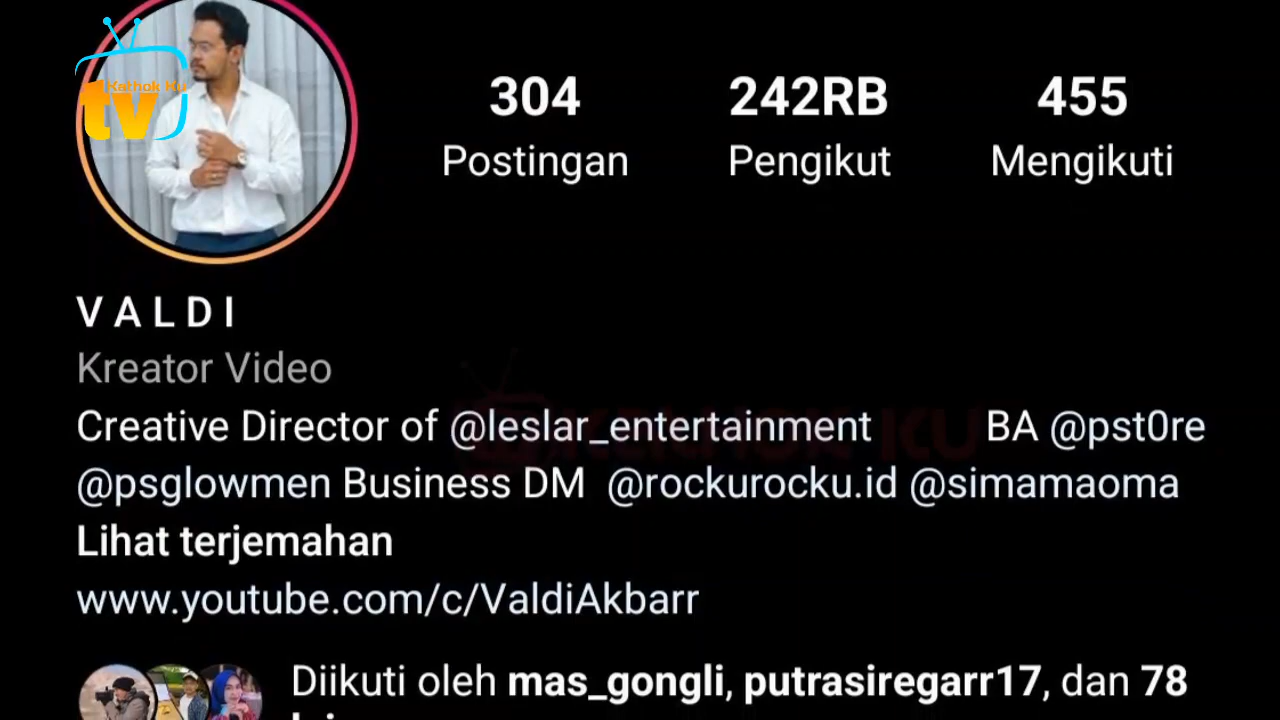 Kathok Ku
tv
304 242RB 455
Postingan Pengikut Mengikuti
V A L D I
Kreator Video
Creative Director of @leslar_entertainment BA @pst0re
@psglowmen Business DM @rockurocku.id @simamaoma
Lihat terjemahan
www.youtube.com/c/ValdiAkbarr
Diikuti oleh mas_gongli, putrasiregarr17, dan 78